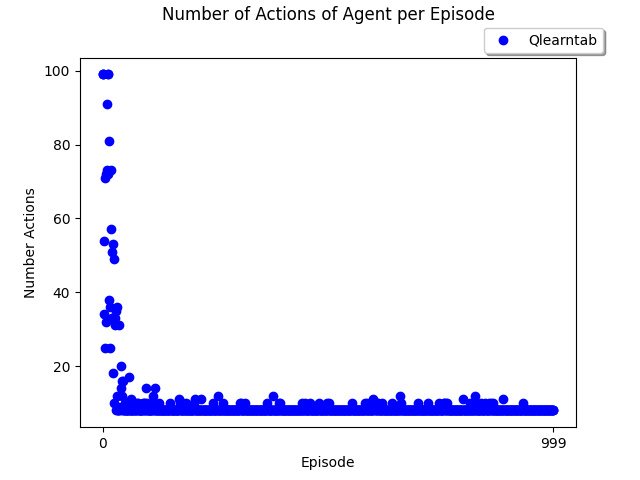 Number of Actions of Agent per Episode
Qlearntab
100
80
60
40
20
Number Actions
0
999
Episode